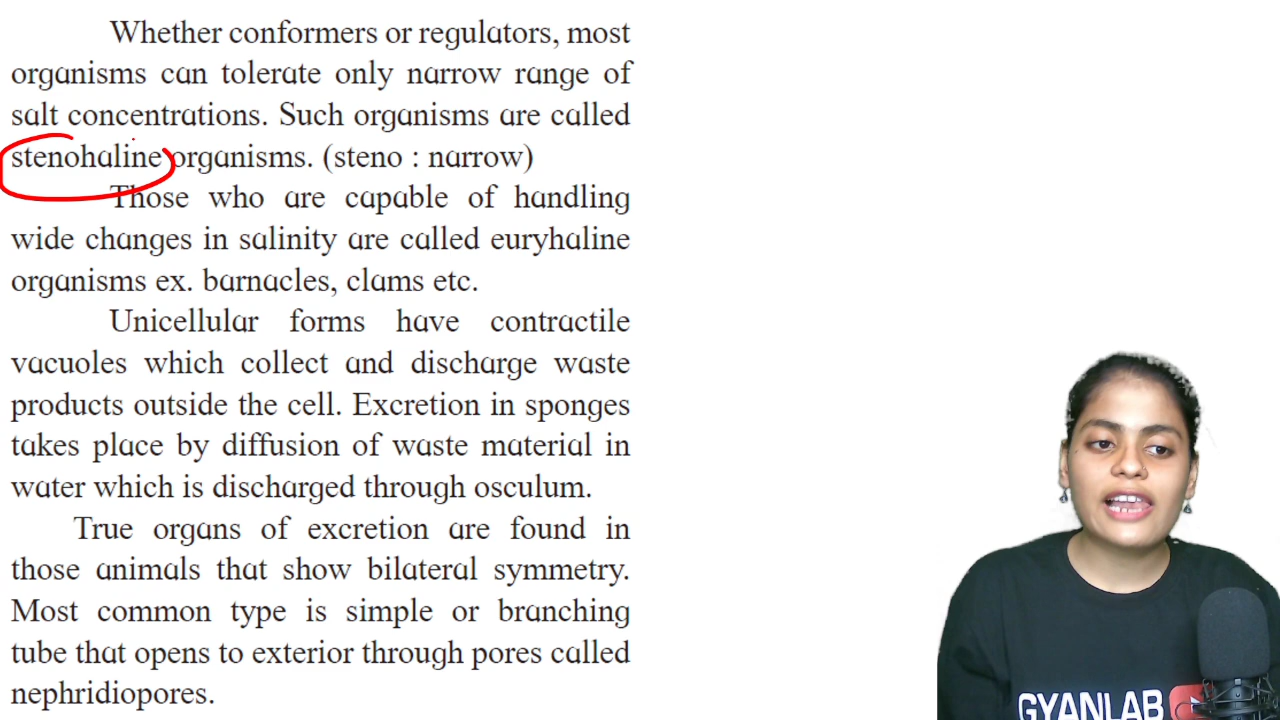 Whether conformers or regulators, most
organisms can tolerate only narrow range of
salt concentrations. Such organisms are called
stenohaline organisms. (steno : narrow)
Those who are capable of handling
wide changes in salinity are called euryhaline
organisms ex. barnacles, clams etc.
Unicellular forms have contractile
vacuoles which collect and discharge waste
products outside the cell. Excretion in sponges
takes place by diffusion of waste material in
water which is discharged through osculum.
True organs of excretion are found in
those animals that show bilateral symmetry.
Most common type is simple or branching
tube that opens to exterior through pores called
nephridiopores.
GYANLAB